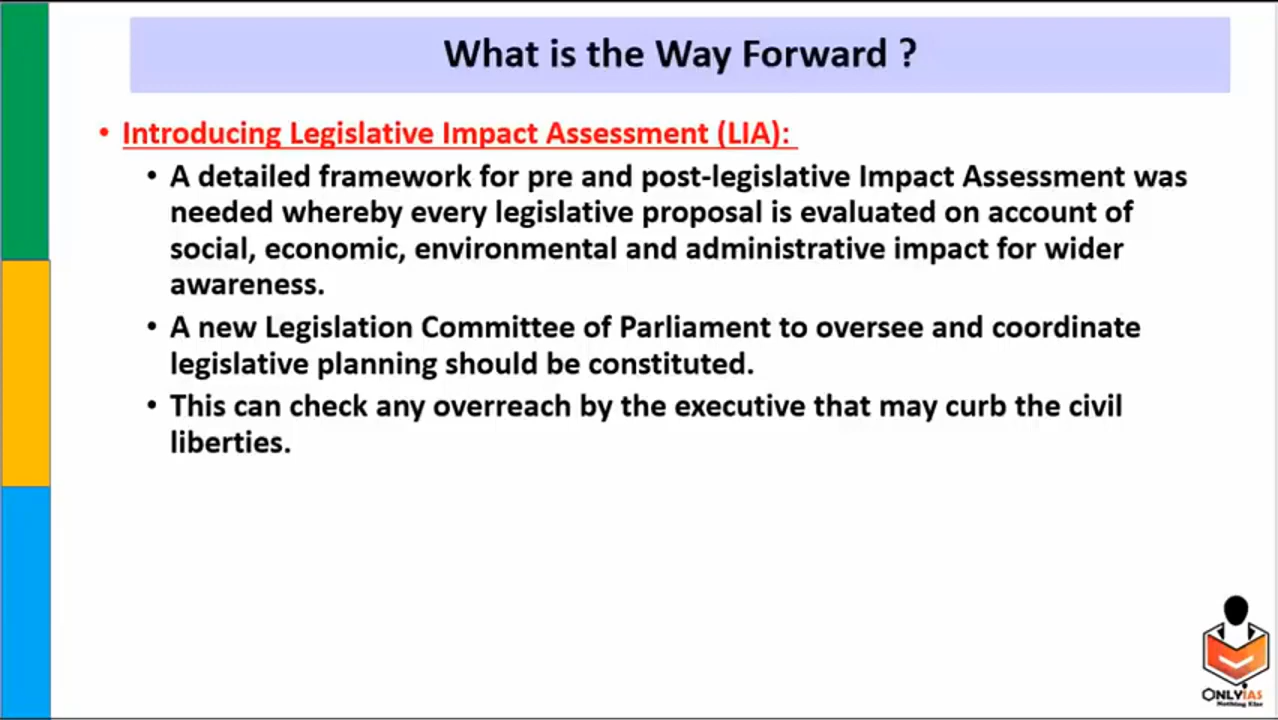 What is the Way Forward ?
• Introducing Legislative Impact Assessment (LIA):
• A detailed framework for pre and post-legislative Impact Assessment was
needed whereby every legislative proposal is evaluated on account of
social, economic, environmental and administrative impact for wider
awareness.
• A new Legislation Committee of Parliament to oversee and coordinate
legislative planning should be constituted.
• This can check any overreach by the executive that may curb the civil
liberties.
ONLYIAS
Nothing Else